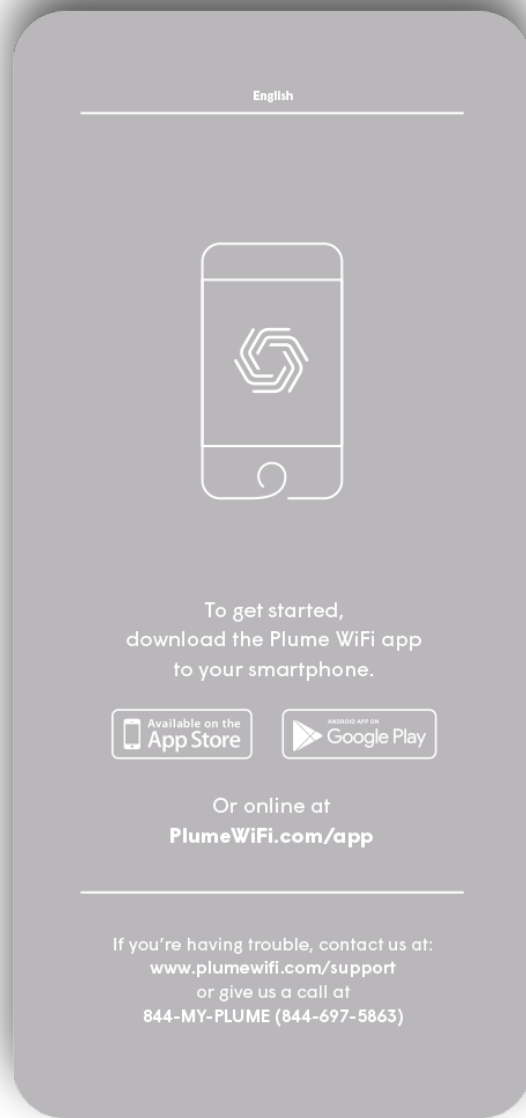 English
To get started,
download the Plume WiFi app
to your smartphone.
Available on the
App Store
ANDROID APP ON
Google Play
Or online at
PlumeWiFi.com/app
If you’re having trouble, contact us at:
www.plumewifi.com/support
or give us a call at
844-MY-PLUME (844-697-5863)